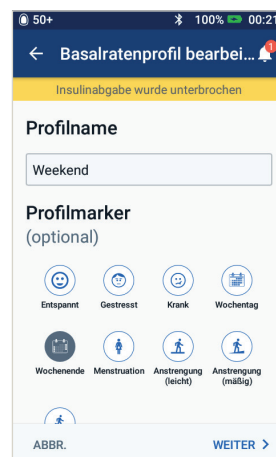 50+ 100% 00:21
Basalratenprofil bearbei... 1
Insulinabgabe wurde unterbrochen
Profilname
Weekend
Profilmarker
(optional)
Entspannt Gestresst Krank Wochentag
Wochenende Menstruation Anstrengung Anstrengung
(leicht) (mäßig)
ABBR. WEITER